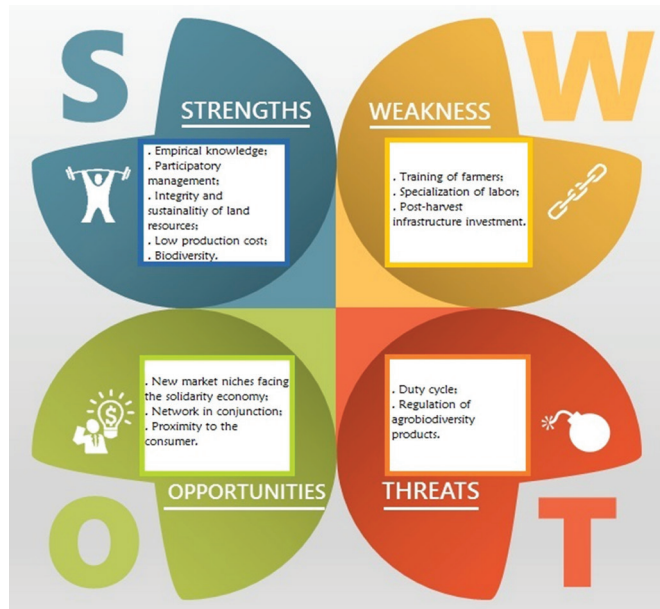 S
STRENGTHS
. Empirical knowledge;
. Participatory
management;
. Integrity and
sustainalitiy of land
resources;
. Low production cost;
. Biodiversity.
W
WEAKNESS
. Training of farmers;
. Specialization of labor;
. Post-harvest
infrastructure investment.
. New market niches facing
the solidarity economy;
. Network in conjunction;
. Proximity to the
consumer.
OPPORTUNITIES
O
. Duty cycle;
. Regulation of
agrobiodiversity
products.
THREATS
T